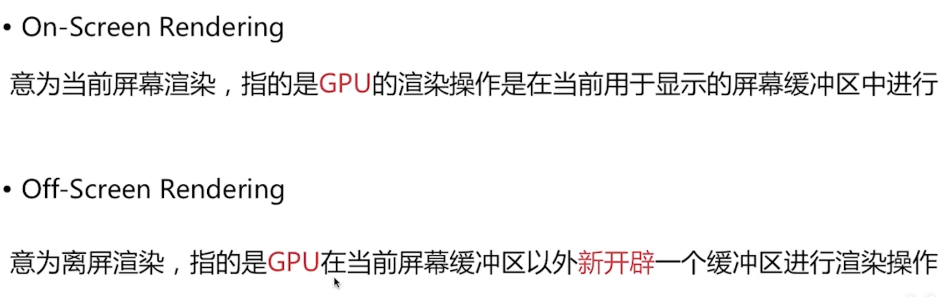 • On-Screen Rendering
意为当前屏幕渲染，指的是GPU的渲染操作是在当前用于显示的屏幕缓冲区中进行
• Off-Screen Rendering
意为离屏渲染，指的是GPU在当前屏幕缓冲区以外新开辟一个缓冲区进行渲染操作